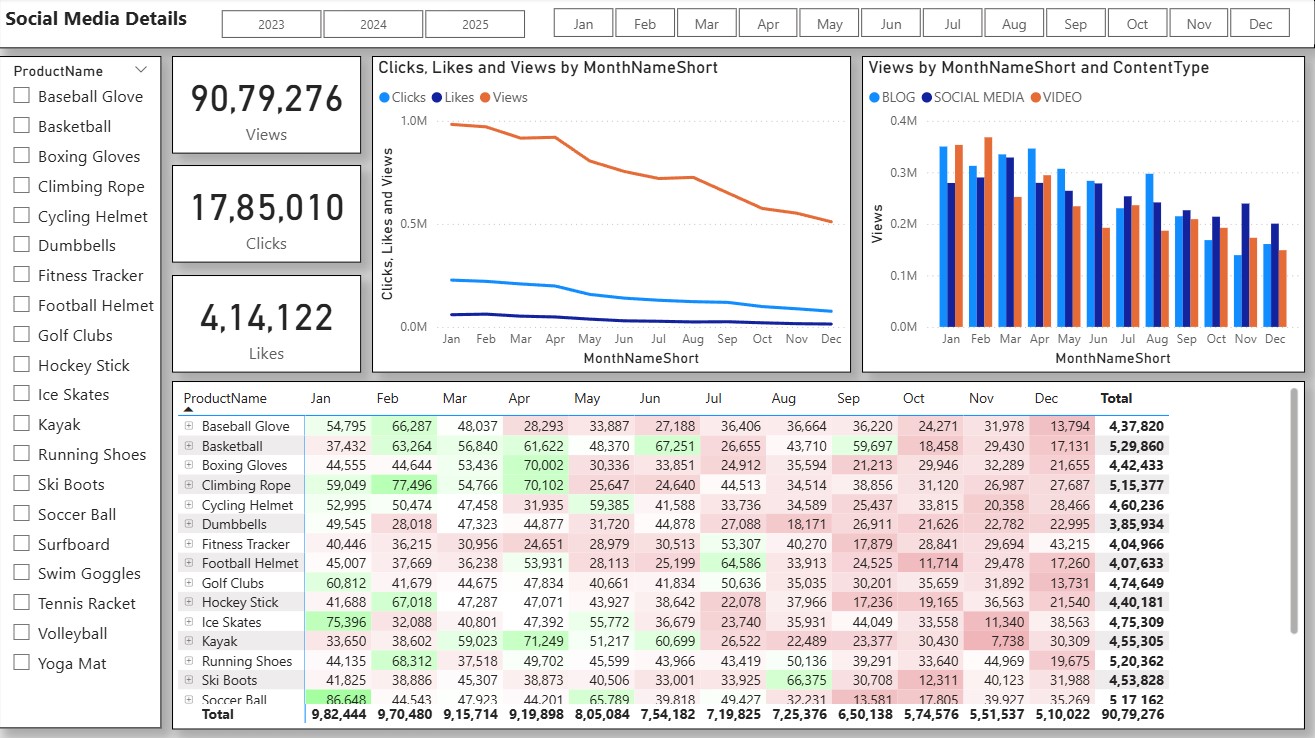 Social Media Details
2023 2024 2025 Jan Feb Mar Apr May Jun Jul Aug Sep Oct Nov Dec
ProductName
Baseball Glove
Basketball
Boxing Gloves
Climbing Rope
Cycling Helmet
Dumbbells
Fitness Tracker
Football Helmet
Golf Clubs
Hockey Stick
Ice Skates
Kayak
Running Shoes
Ski Boots
Soccer Ball
Surfboard
Swim Goggles
Tennis Racket
Volleyball
Yoga Mat
90,79,276
Views
17,85,010
Clicks
4,14,122
Likes
Clicks, Likes and Views by MonthNameShort
Clicks Likes Views
Clicks, Likes and Views
1.0M
0.5M
0.0M
Jan Feb Mar Apr May Jun Jul Aug Sep Oct Nov Dec
MonthNameShort
Views by MonthNameShort and ContentType
BLOG SOCIAL MEDIA VIDEO
Views
0.4M
0.3M
0.2M
0.1M
0.0M
Jan Feb Mar Apr May Jun Jul Aug Sep Oct Nov Dec
MonthNameShort
ProductName Jan Feb Mar Apr May Jun Jul Aug Sep Oct Nov Dec Total
Baseball Glove 54,795 66,287 48,037 28,293 33,887 27,188 36,406 36,664 36,220 24,271 31,978 13,794 4,37,820
Basketball 37,432 63,264 56,840 61,622 48,370 67,251 26,655 43,710 59,697 18,458 29,430 17,131 5,29,860
Boxing Gloves 44,555 44,644 53,436 70,002 30,336 33,851 24,912 35,594 21,213 29,946 32,289 21,655 4,42,433
Climbing Rope 59,049 77,496 54,766 70,102 25,647 24,640 44,513 34,514 38,856 31,120 26,987 27,687 5,15,377
Cycling Helmet 52,995 50,474 47,458 31,935 59,385 41,588 33,736 34,589 25,437 33,815 20,358 28,466 4,60,236
Dumbbells 49,545 28,018 47,323 44,877 31,720 44,878 27,088 18,171 26,911 21,626 22,782 22,995 3,85,934
Fitness Tracker 40,446 36,215 30,956 24,651 28,979 30,513 53,307 40,270 17,879 28,841 29,694 43,215 4,04,966
Football Helmet 45,007 37,669 36,238 53,931 28,113 25,199 64,586 33,913 24,525 11,714 29,478 17,260 4,07,633
Golf Clubs 60,812 41,679 44,675 47,834 40,661 41,834 50,636 35,035 30,201 35,659 31,892 13,731 4,74,649
Hockey Stick 41,688 67,018 47,287 47,071 43,927 38,642 22,078 37,966 17,236 19,165 36,563 21,540 4,40,181
Ice Skates 75,396 32,088 40,801 47,392 55,772 36,679 23,740 35,931 44,049 33,558 11,340 38,563 4,75,309
Kayak 33,650 38,602 59,023 71,249 51,217 60,699 26,522 22,489 23,377 30,430 7,738 30,309 4,55,305
Running Shoes 44,135 68,312 37,518 49,702 45,599 43,966 43,419 50,136 39,291 33,640 44,969 19,675 5,20,362
Ski Boots 41,825 38,886 45,307 38,873 40,506 33,001 33,925 66,375 30,708 12,311 40,123 31,988 4,53,828
Soccer Ball 86,648 44,543 47,923 44,201 65,789 39,818 49,427 32,231 13,581 17,805 39,927 35,269 5,17,162
Total 9,82,444 9,70,480 9,15,714 9,19,898 8,05,084 7,54,182 7,19,825 7,25,376 6,50,138 5,74,576 5,51,537 5,10,022 90,79,276